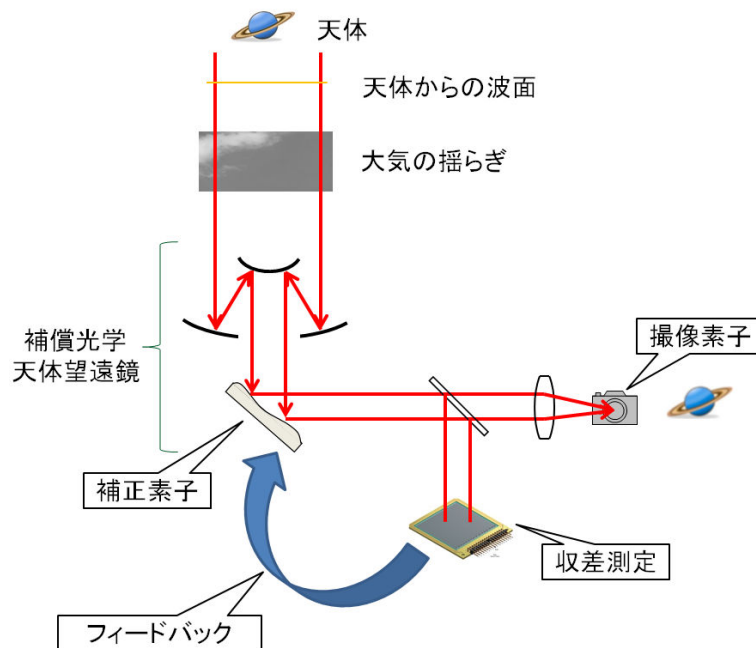 天体
天体からの波面
大気の揺らぎ
補償光学
天体望遠鏡
撮像素子
補正素子
収差測定
フィードバック